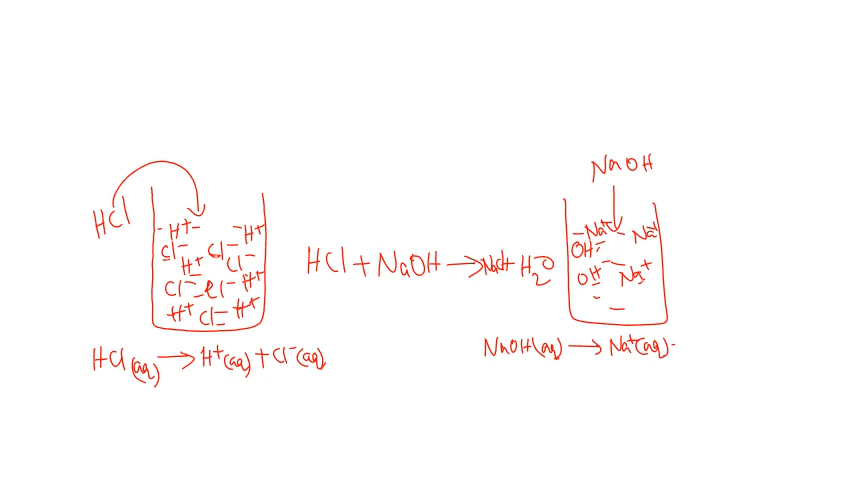 NaOH
HCl
H⁺ H⁺
Cl⁻ Cl⁻
H⁺ Cl⁻
Cl⁻ Cl⁻ H⁺
H⁺ Cl⁻ H⁺
HCl(aq) → H⁺(aq) + Cl⁻(aq)
HCl + NaOH → H₂O
Na⁺ Na⁺
OH⁻
OH⁻ Na⁺
NaOH(aq) → Na⁺(aq)